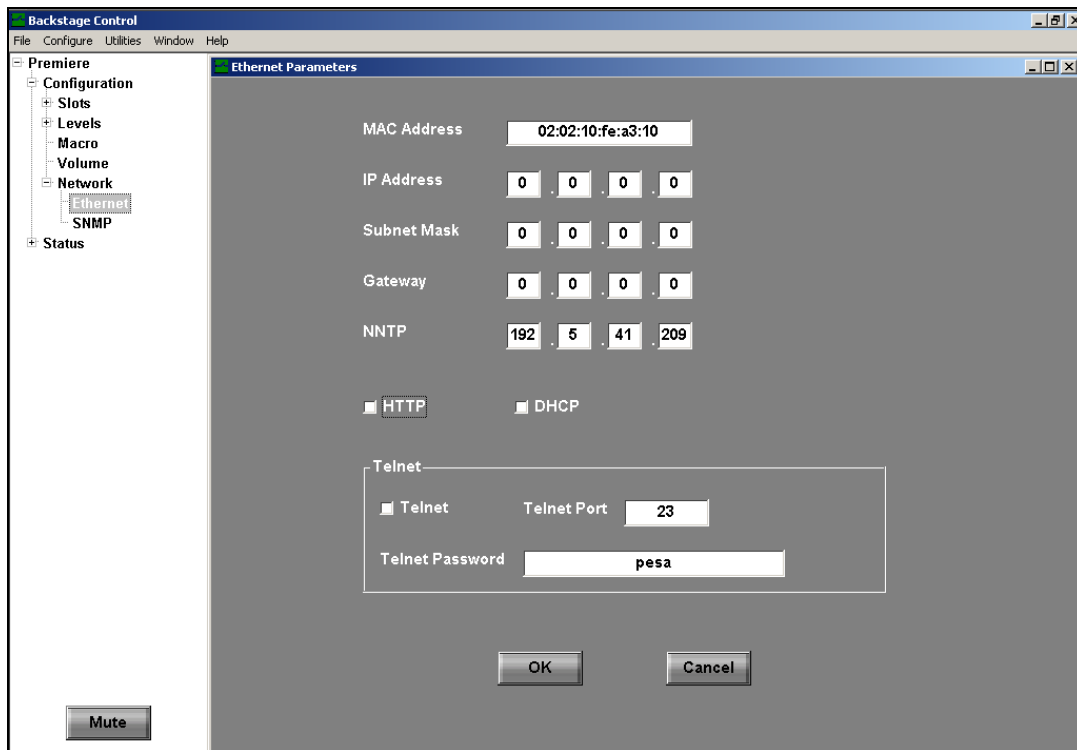 Backstage Control
File Configure Utilities Window Help
Premiere
Configuration
Slots
Levels
Macro
Volume
Network
Ethernet
SNMP
Status
Mute
Ethernet Parameters
MAC Address 02:02:10:fe:a3:10
IP Address 0 . 0 . 0 . 0
Subnet Mask 0 . 0 . 0 . 0
Gateway 0 . 0 . 0 . 0
NNTP 192 . 5 . 41 . 209
HTTP DHCP
Telnet
Telnet Telnet Port 23
Telnet Password pesa
OK Cancel